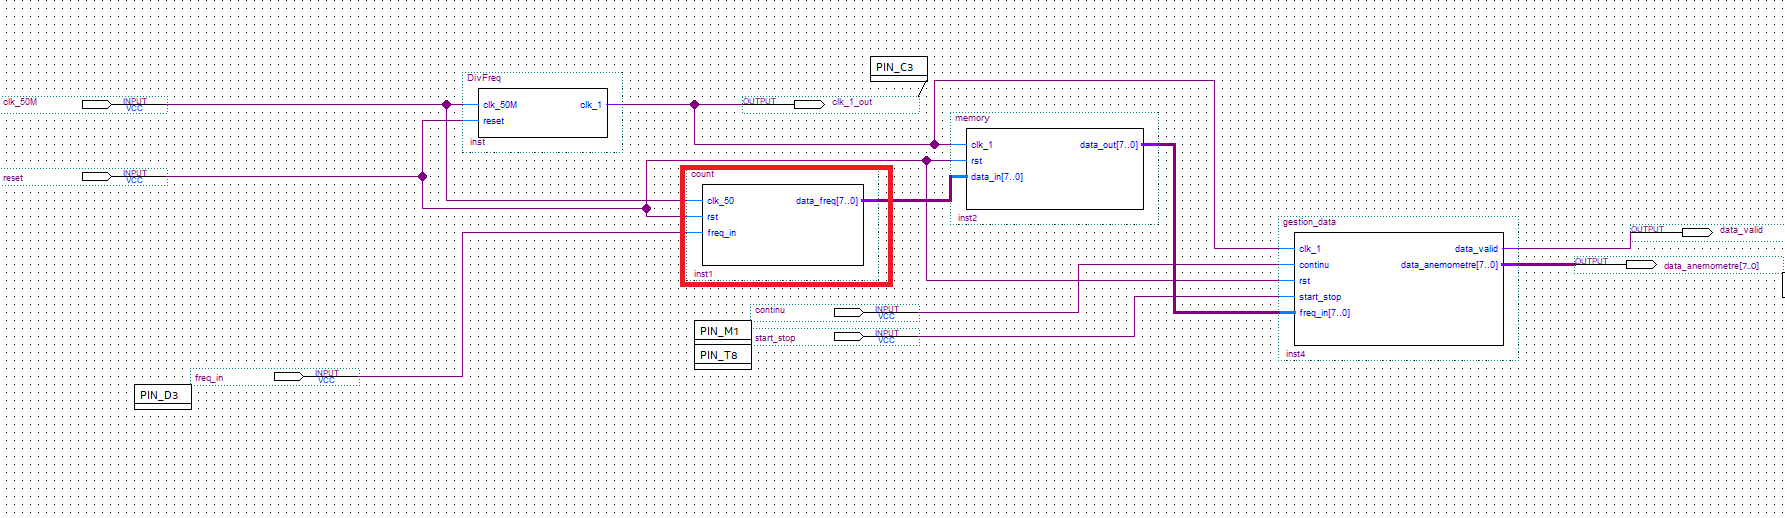 PIN_C3
DivFreq
clk_50M
INPUT
VCC
clk_50M
clk_1
reset
inst
OUTPUT
clk_1_out
memory
clk_1
data_out[7..0]
rst
data_in[7..0]
inst2
reset
INPUT
VCC
count
clk_50
data_freq[7..0]
rst
freq_in
inst1
gestion_data
clk_1
data_valid
continu
data_anemometre[7..0]
rst
start_stop
freq_in[7..0]
inst4
OUTPUT
data_valid
OUTPUT
data_anemometre[7..0]
continu
INPUT
VCC
PIN_M1
start_stop
INPUT
VCC
PIN_T8
freq_in
INPUT
VCC
PIN_D3